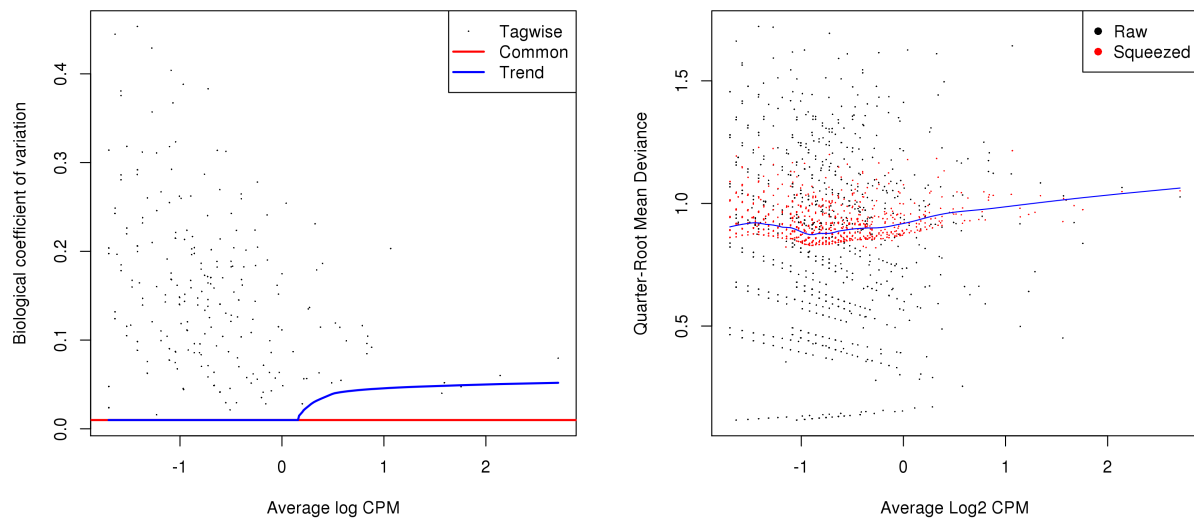 Biological coefficient of variation
0.4
0.3
0.2
0.1
0.0
-1
0
1
2
Average log CPM
Tagwise
Common
Trend
Quarter-Root Mean Deviance
1.5
1.0
0.5
-1
0
1
2
Average Log2 CPM
Raw
Squeezed